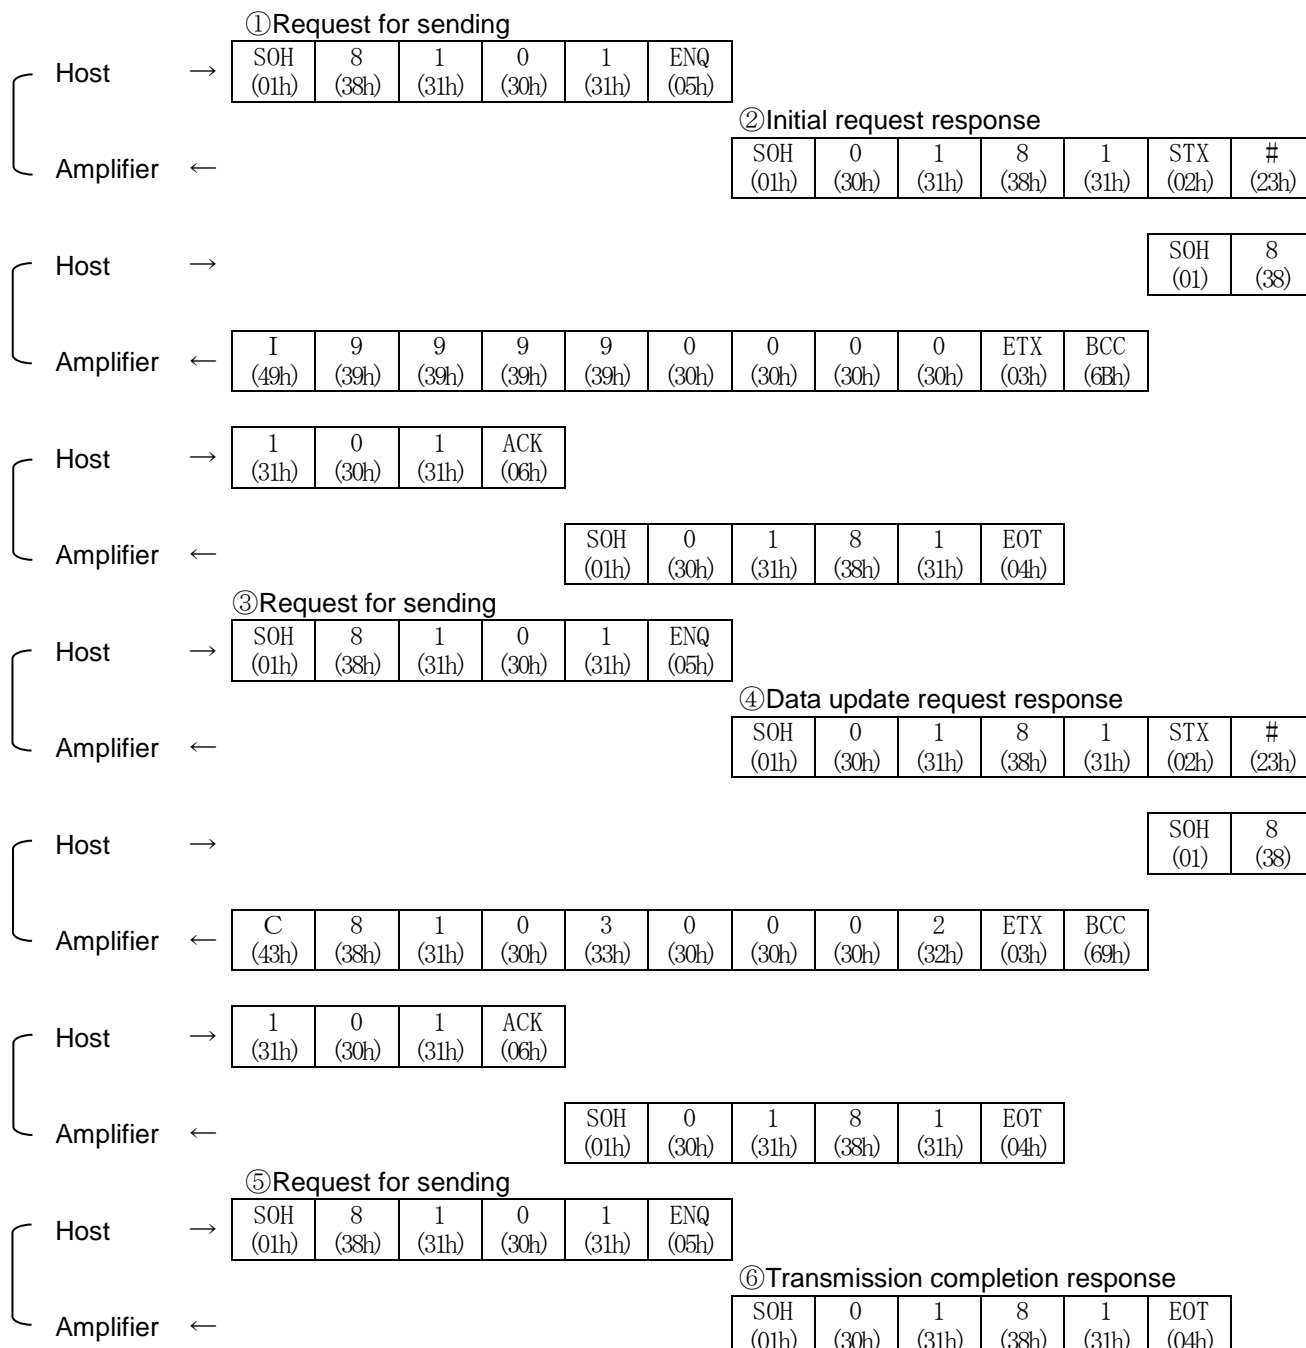 ①Request for sending
Host → SOH 8 1 0 1 ENQ
(01h) (38h) (31h) (30h) (31h) (05h)
②Initial request response
Amplifier ← SOH 0 1 8 1 STX #
(01h) (30h) (31h) (38h) (31h) (02h) (23h)
Host → SOH 8
(01) (38)
Amplifier ← I 9 9 9 9 0 0 0 0 ETX BCC
(49h) (39h) (39h) (39h) (39h) (30h) (30h) (30h) (30h) (03h) (6Bh)
Host → 1 0 1 ACK
(31h) (30h) (31h) (06h)
Amplifier ← SOH 0 1 8 1 EOT
(01h) (30h) (31h) (38h) (31h) (04h)
③Request for sending
Host → SOH 8 1 0 1 ENQ
(01h) (38h) (31h) (30h) (31h) (05h)
④Data update request response
Amplifier ← SOH 0 1 8 1 STX #
(01h) (30h) (31h) (38h) (31h) (02h) (23h)
Host → SOH 8
(01) (38)
Amplifier ← C 8 1 0 3 0 0 0 2 ETX BCC
(43h) (38h) (31h) (30h) (33h) (30h) (30h) (30h) (32h) (03h) (69h)
Host → 1 0 1 ACK
(31h) (30h) (31h) (06h)
Amplifier ← SOH 0 1 8 1 EOT
(01h) (30h) (31h) (38h) (31h) (04h)
⑤Request for sending
Host → SOH 8 1 0 1 ENQ
(01h) (38h) (31h) (30h) (31h) (05h)
⑥Transmission completion response
Amplifier ← SOH 0 1 8 1 EOT
(01h) (30h) (31h) (38h) (31h) (04h)